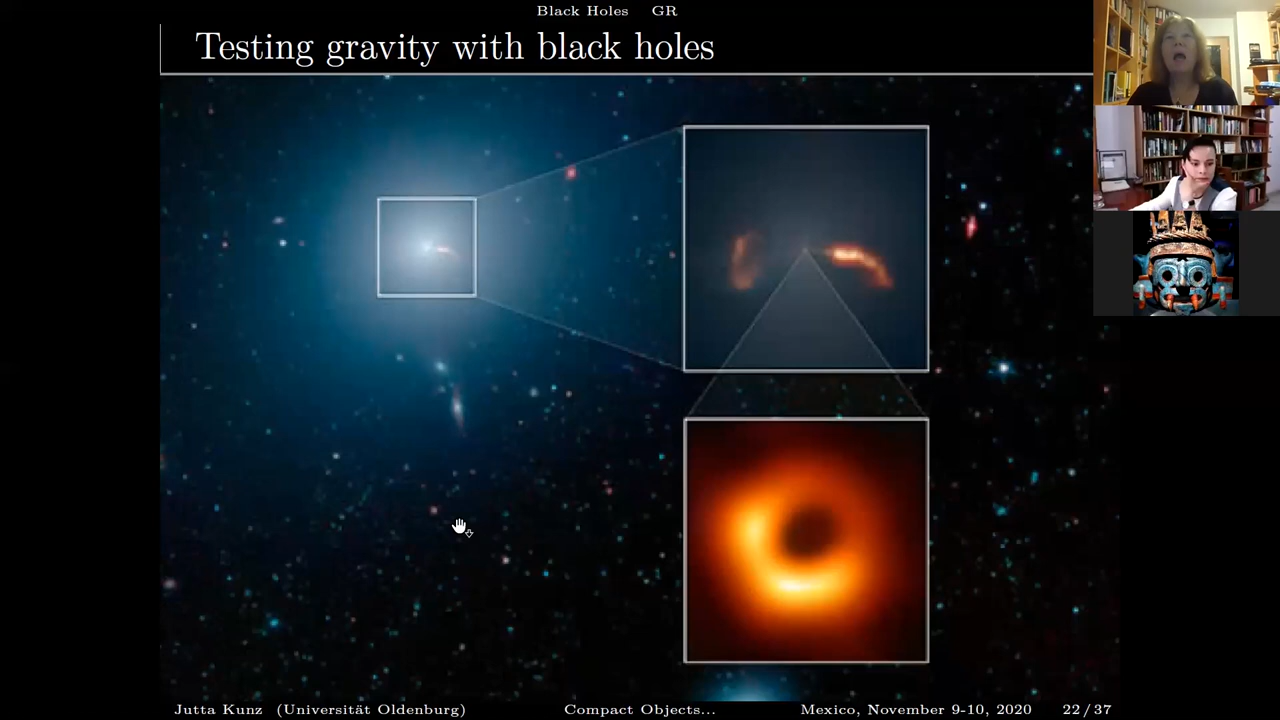 Black Holes GR
Testing gravity with black holes
Jutta Kunz (Universität Oldenburg) Compact Objects... Mexico, November 9-10, 2020 22/37